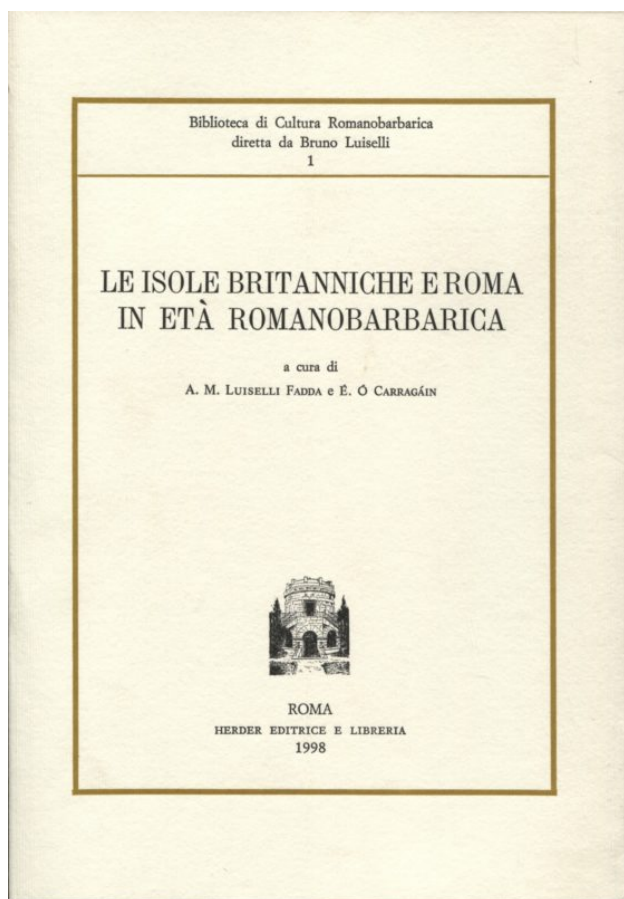 Biblioteca di Cultura Romanobarbarica
diretta da Bruno Luiselli
1
LE ISOLE BRITANNICHE E ROMA
IN ETÀ ROMANOBARBARICA
a cura di
A. M. Luiselli Fadda e É. Ó Carragáin
ROMA
HERDER EDITRICE E LIBRERIA
1998